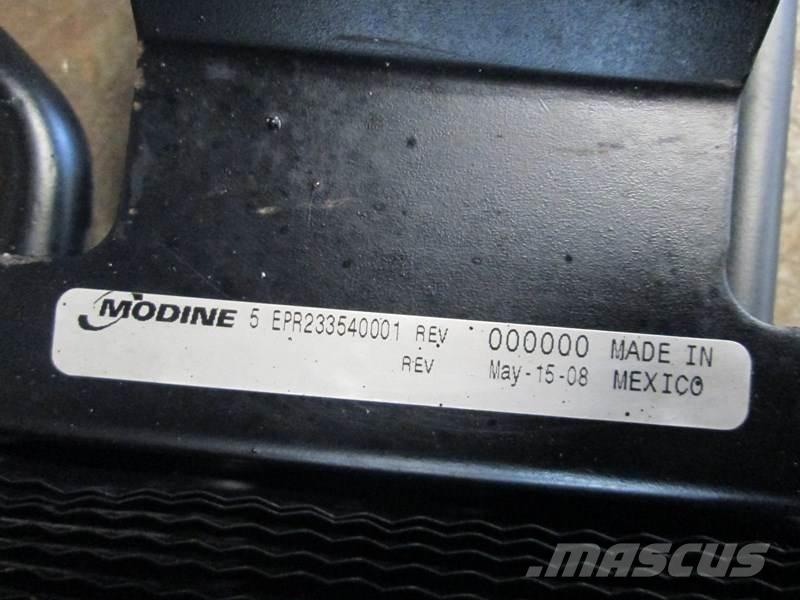 MODINE 5 EPR233540001 REV 000000 MADE IN
REV May-15-08 MEXICO
MASCUS